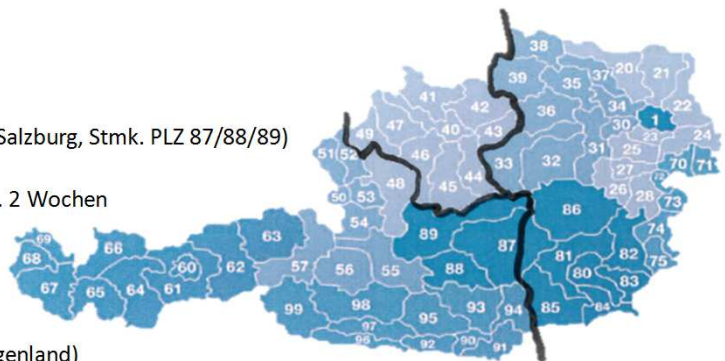 38
39 35 37 20 21
41 42 36 34 22
47 40 43 30 1
Salzburg, Stmk. PLZ 87/88/89)
49 23 24
51 52 46 33 32 31 25 70 71
48 45 44 27
. 2 Wochen
50 53 26 28 73
54 86
69 66 63 89 87 74
68 60 62 81 82 75
67 65 64 61 57 56 55 88 80 83
99 98 95 93 94 85 84
97
96 92 90 91
genland)